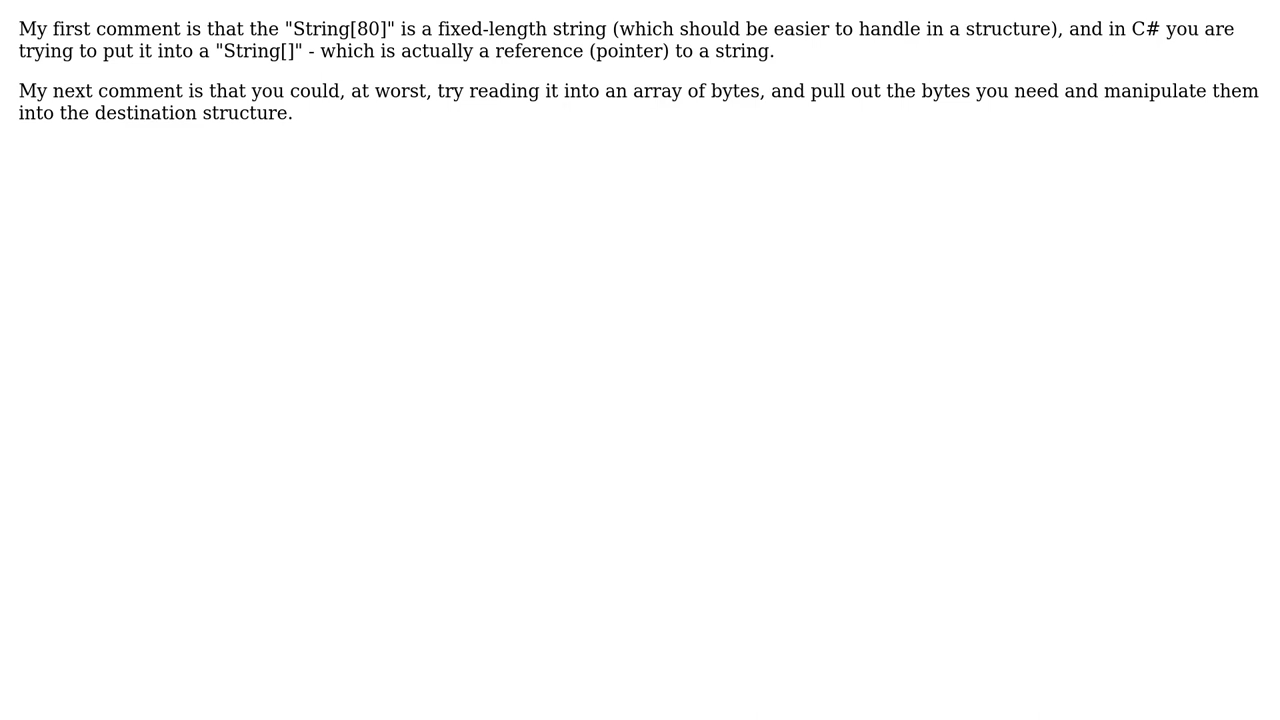 My first comment is that the "String[80]" is a fixed-length string (which should be easier to handle in a structure), and in C# you are
trying to put it into a "String[]" - which is actually a reference (pointer) to a string.
My next comment is that you could, at worst, try reading it into an array of bytes, and pull out the bytes you need and manipulate them
into the destination structure.